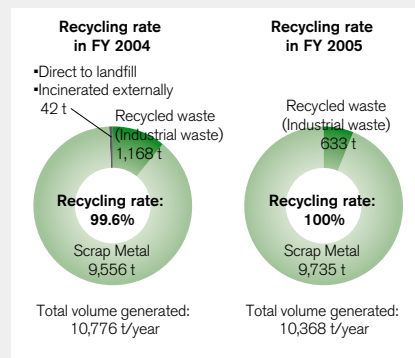 Recycling rate
in FY 2004
▪Direct to landfill
▪Incinerated externally
42 t
Recycled waste
(Industrial waste)
1,168 t
Recycling rate:
99.6%
Scrap Metal
9,556 t
Total volume generated:
10,776 t/year
Recycling rate
in FY 2005
Recycled waste
(Industrial waste)
633 t
Recycling rate:
100%
Scrap Metal
9,735 t
Total volume generated:
10,368 t/year